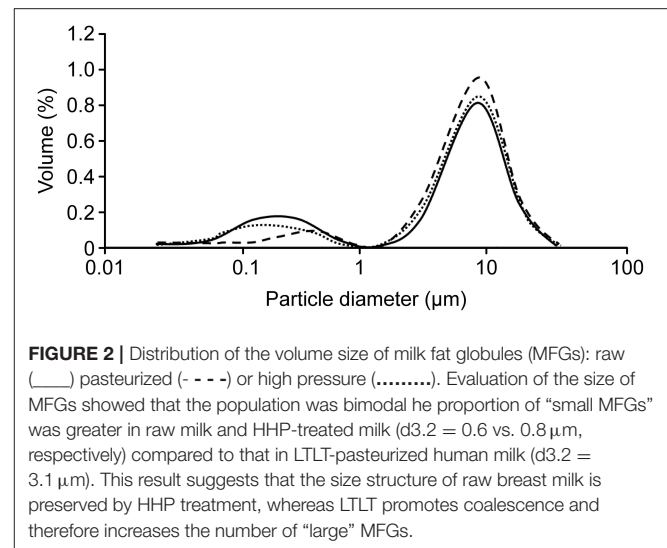 1.2
1.0
0.8
0.6
0.4
0.2
0
Volume (%)
0.01 0.1 1 10 100
Particle diameter (µm)
FIGURE 2 | Distribution of the volume size of milk fat globules (MFGs): raw
(____) pasteurized (- - - -) or high pressure (.........). Evaluation of the size of
MFGs showed that the population was bimodal he proportion of “small MFGs”
was greater in raw milk and HHP-treated milk (d3.2 = 0.6 vs. 0.8 µm,
respectively) compared to that in LTLT-pasteurized human milk (d3.2 =
3.1 µm). This result suggests that the size structure of raw breast milk is
preserved by HHP treatment, whereas LTLT promotes coalescence and
therefore increases the number of “large” MFGs.